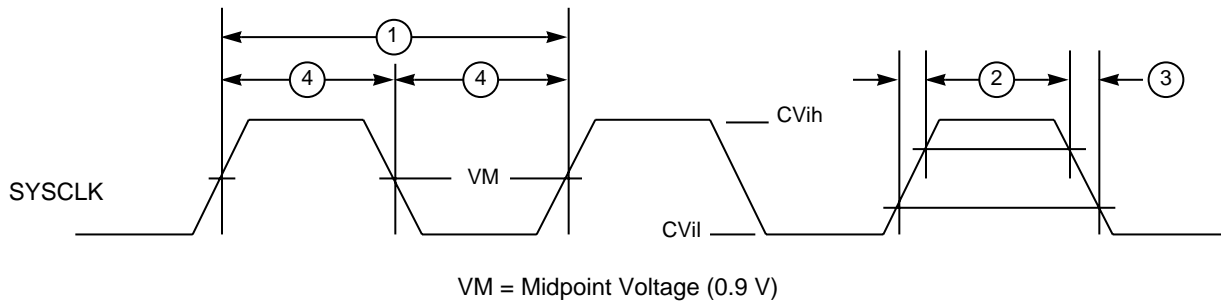 1
4
4
2
3
CVih
VM
SYSCLK
CVil
VM = Midpoint Voltage (0.9 V)